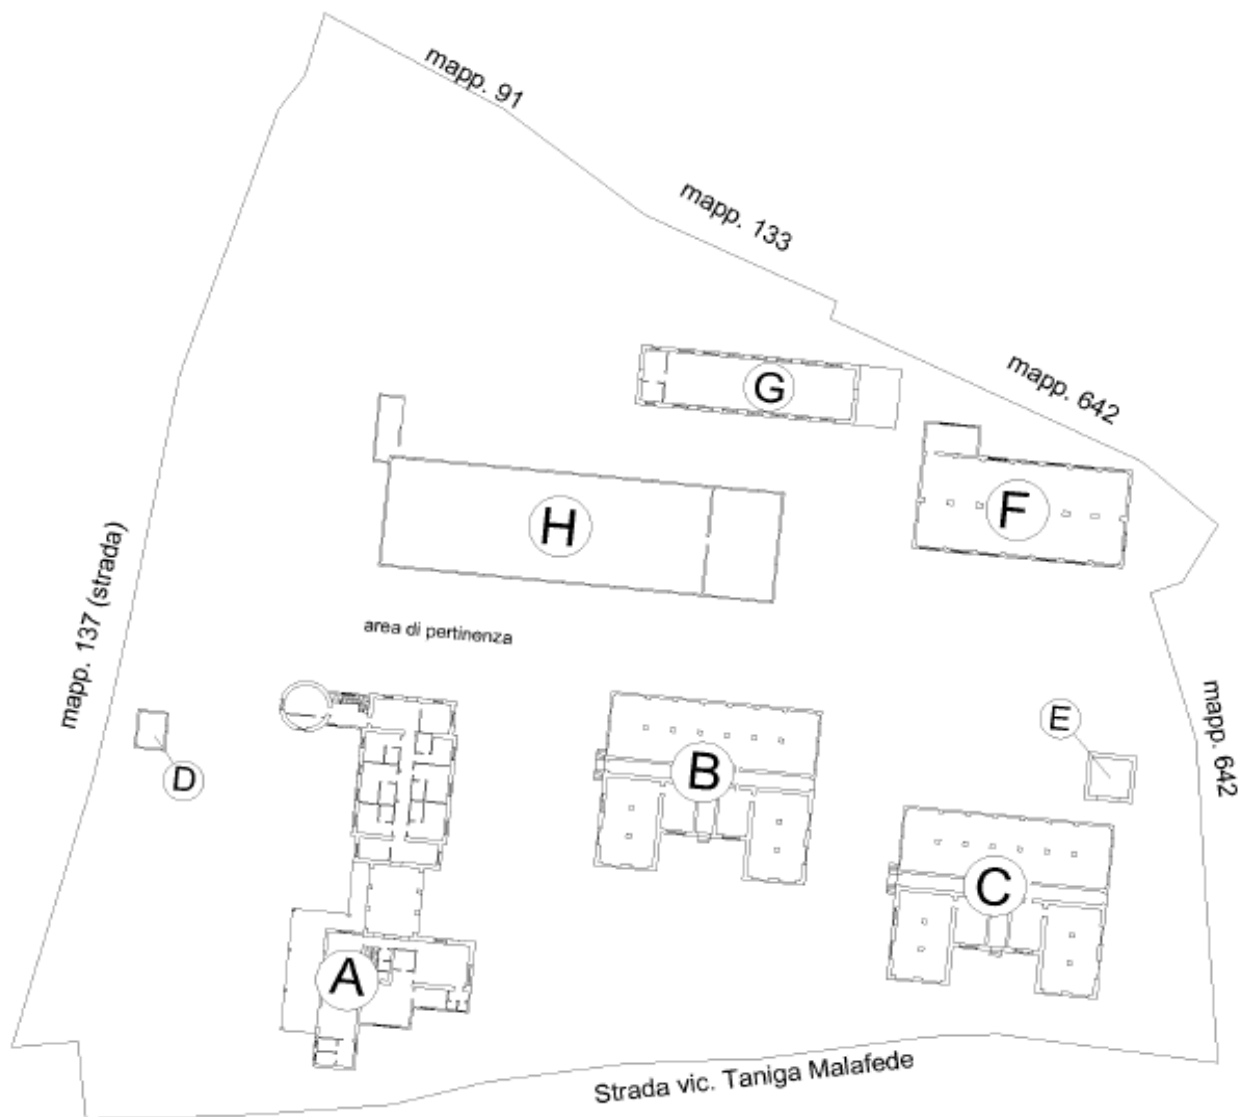 mapp. 91
mapp. 133
mapp. 642
G
F
H
mapp. 137 (strada)
area di pertinenza
mapp. 642
E
D
B
C
A
Strada vic. Taniga Malafede